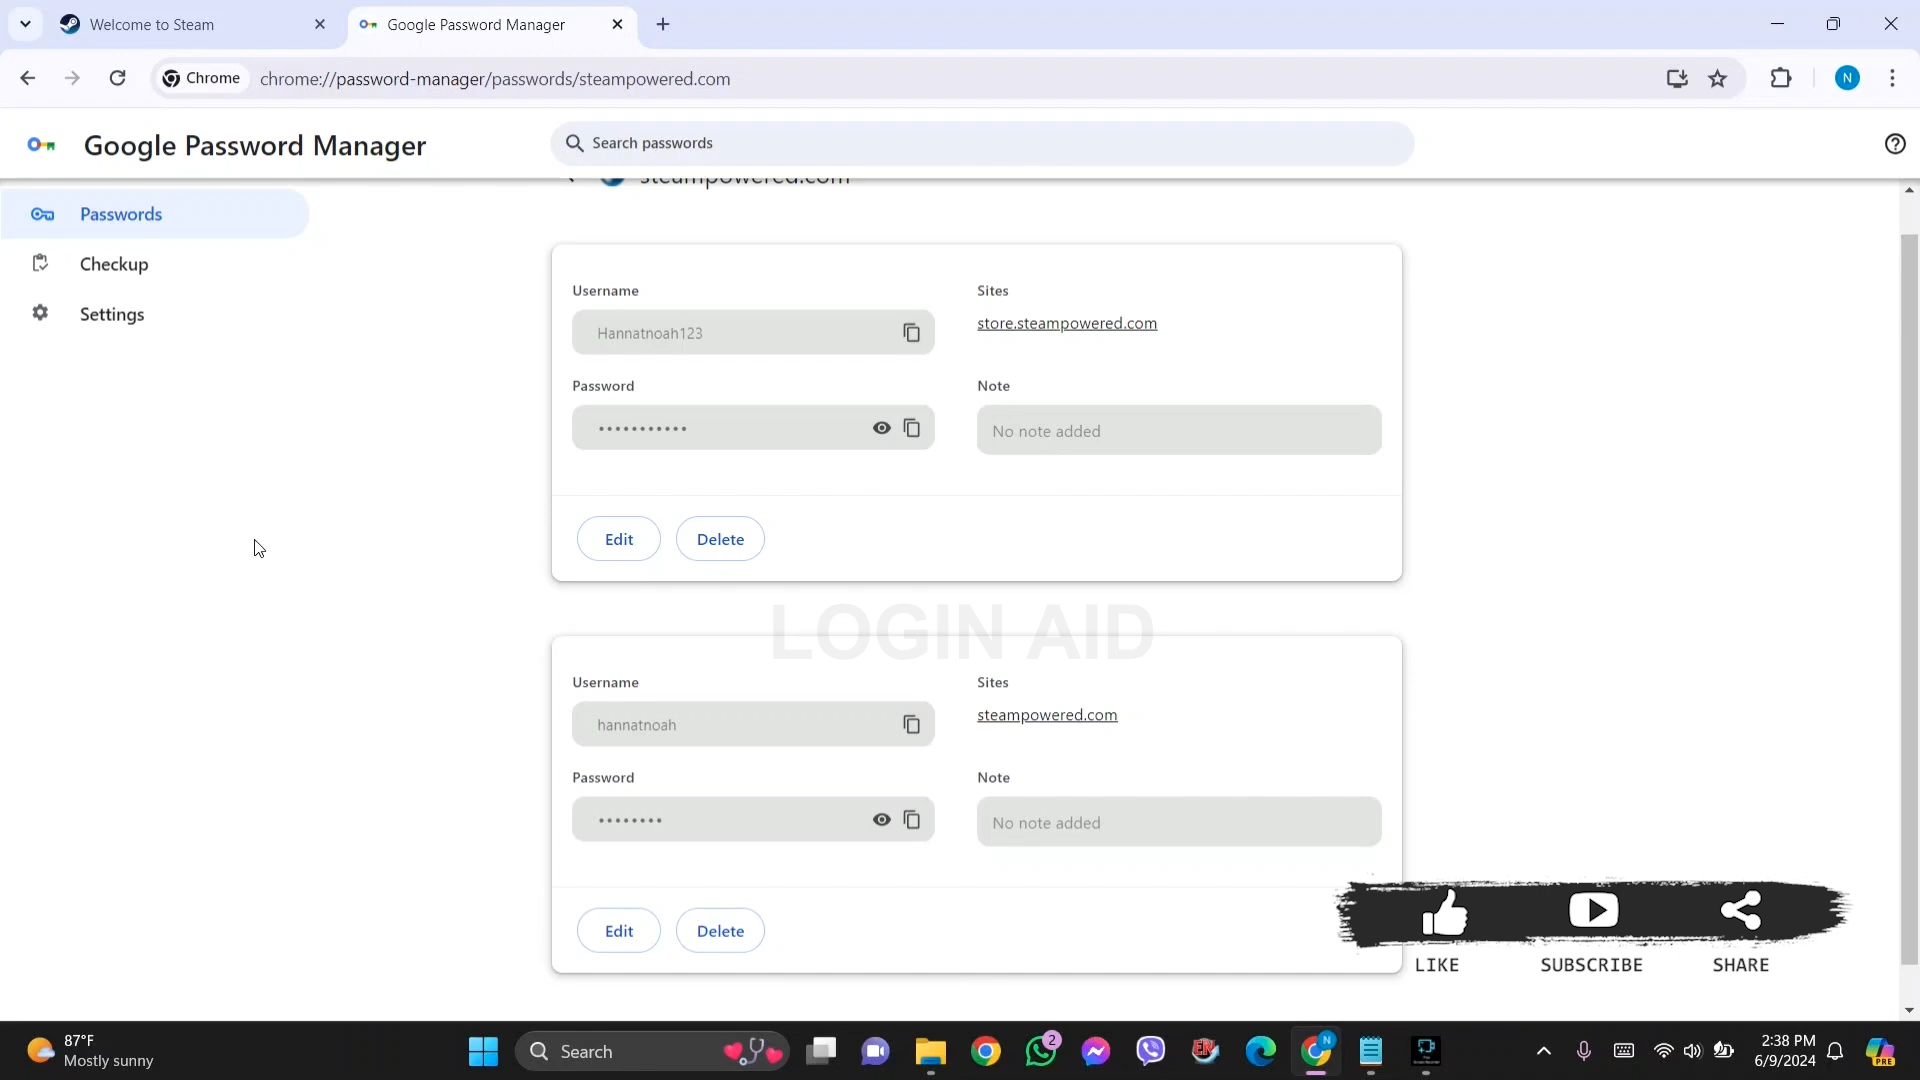 Welcome to Steam
Google Password Manager
Chrome
chrome://password-manager/passwords/steampowered.com
N
Google Password Manager
Search passwords
steampowered.com
Passwords
Checkup
Settings
Username
Sites
Hannatnoah123
store.steampowered.com
Password
Note
•••••••••••
No note added
Edit
Delete
LOGIN AID
Username
Sites
hannatnoah
steampowered.com
Password
Note
••••••••
No note added
Edit
Delete
LIKE
SUBSCRIBE
SHARE
87°F
Mostly sunny
Search
2
N
2:38 PM
6/9/2024
PRE